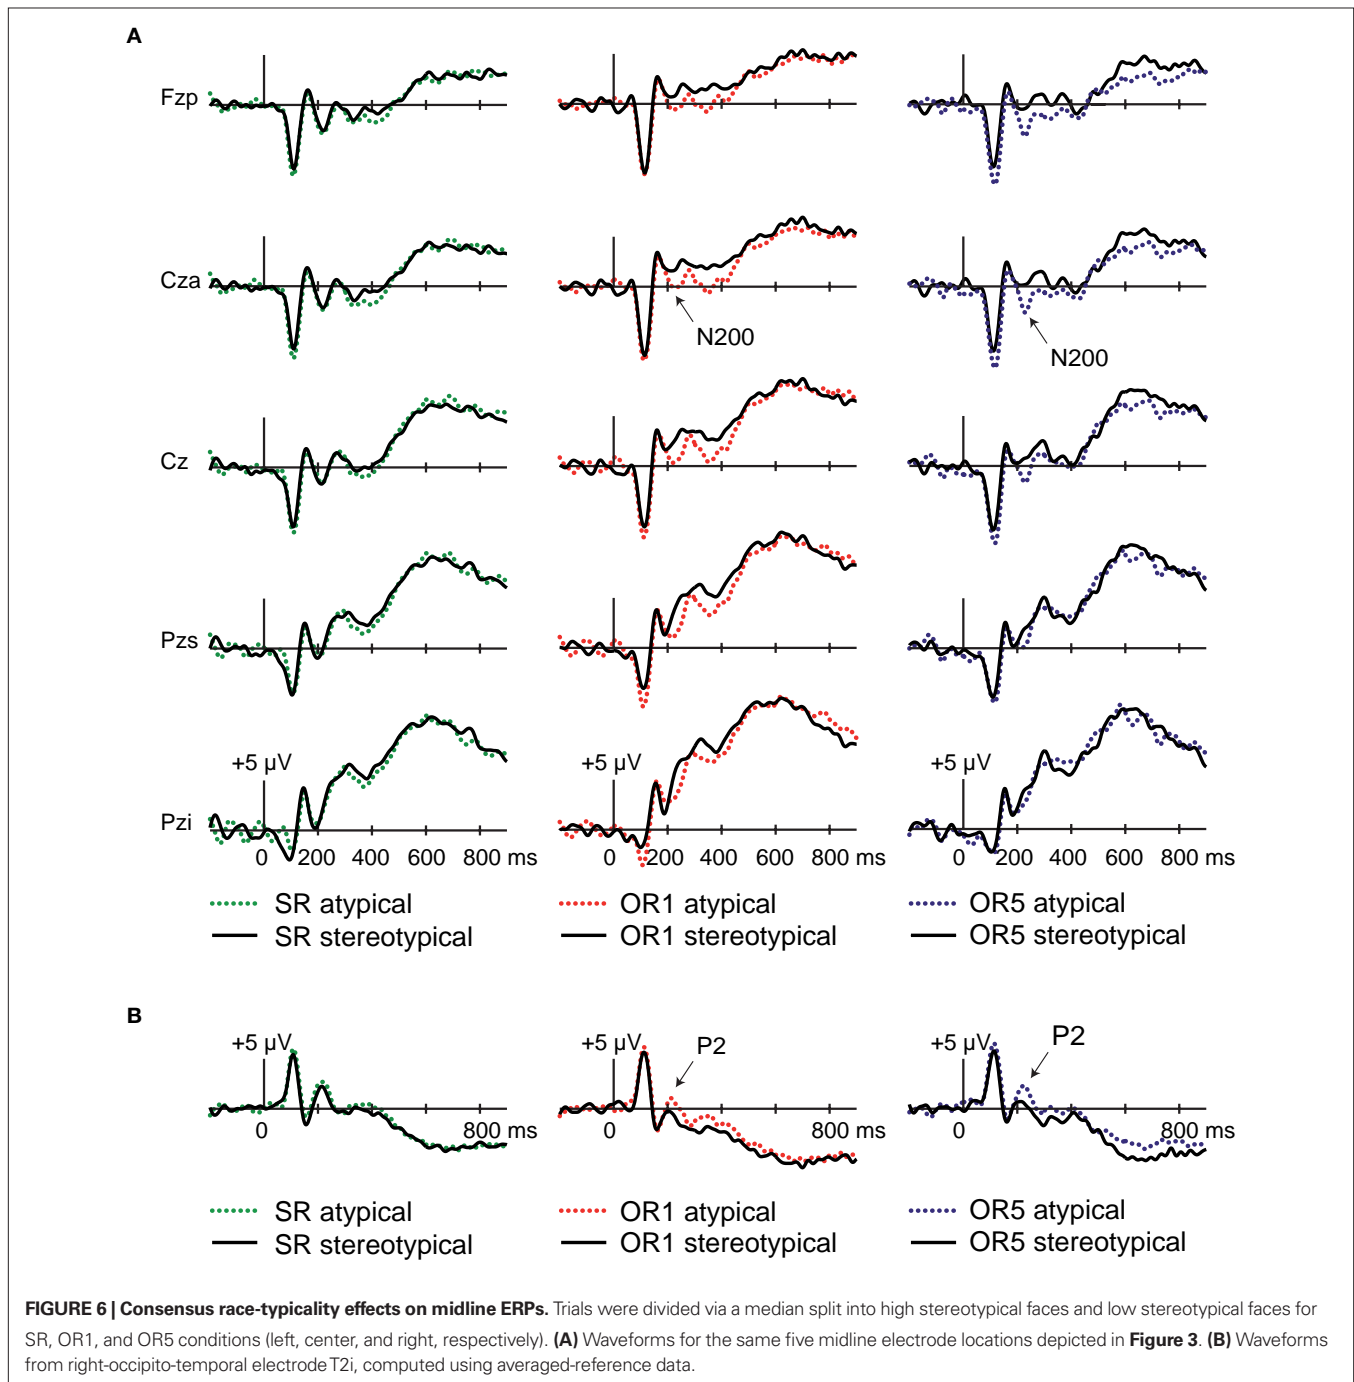 A
Fzp
Cza
N200
N200
Cz
Pzs
+5 µV +5 µV +5 µV
Pzi
0 200 400 600 800 ms 0 200 400 600 800 ms 0 200 400 600 800 ms
SR atypical OR1 atypical OR5 atypical
SR stereotypical OR1 stereotypical OR5 stereotypical
B
+5 µV +5 µV P2 +5 µV P2
0 800 ms 0 800 ms 0 800 ms
SR atypical OR1 atypical OR5 atypical
SR stereotypical OR1 stereotypical OR5 stereotypical
FIGURE 6 | Consensus race-typicality effects on midline ERPs. Trials were divided via a median split into high stereotypical faces and low stereotypical faces for
SR, OR1, and OR5 conditions (left, center, and right, respectively). (A) Waveforms for the same five midline electrode locations depicted in Figure 3. (B) Waveforms
from right-occipito-temporal electrode T2i, computed using averaged-reference data.